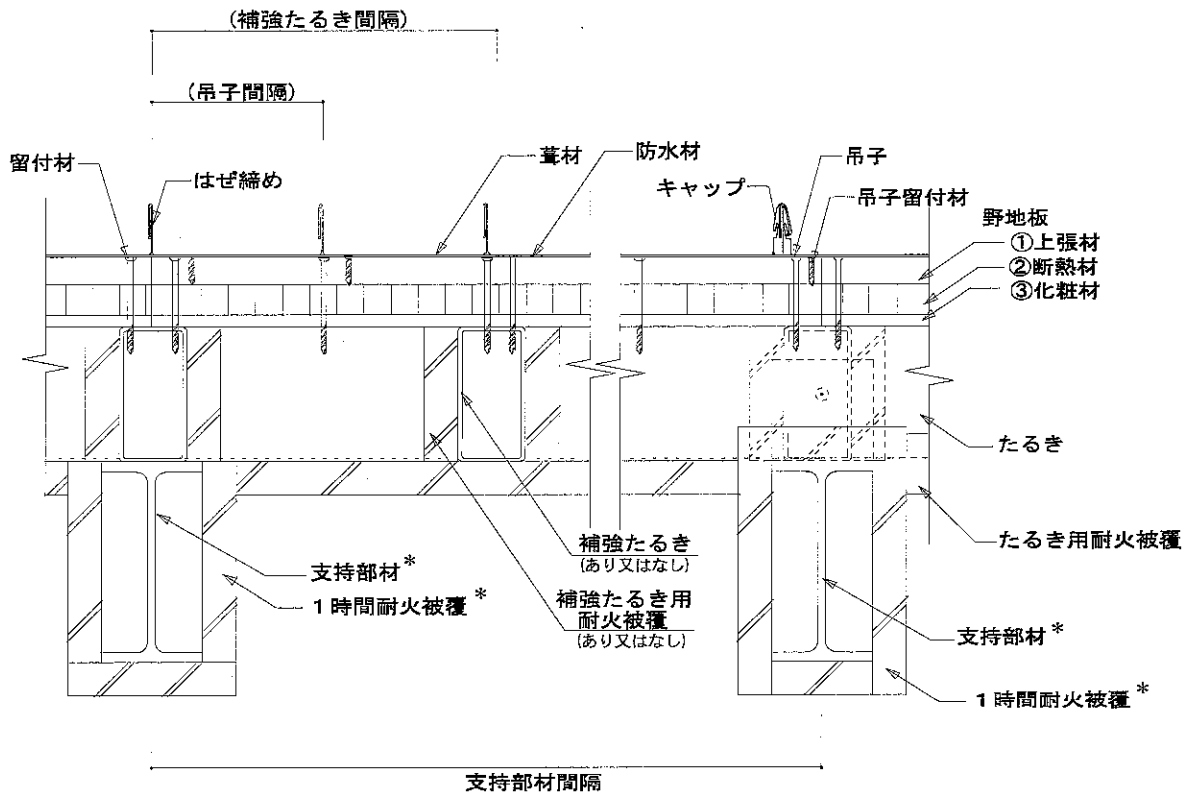 (補強たるき間隔)
(吊子間隔)
留付材
はぜ締め
葺材
防水材
キャップ
吊子
吊子留付材
野地板
①上張材
②断熱材
③化粧材
たるき
たるき用耐火被覆
補強たるき
(あり又はなし)
補強たるき用
耐火被覆
(あり又はなし)
支持部材*
1時間耐火被覆*
支持部材*
1時間耐火被覆*
支持部材間隔